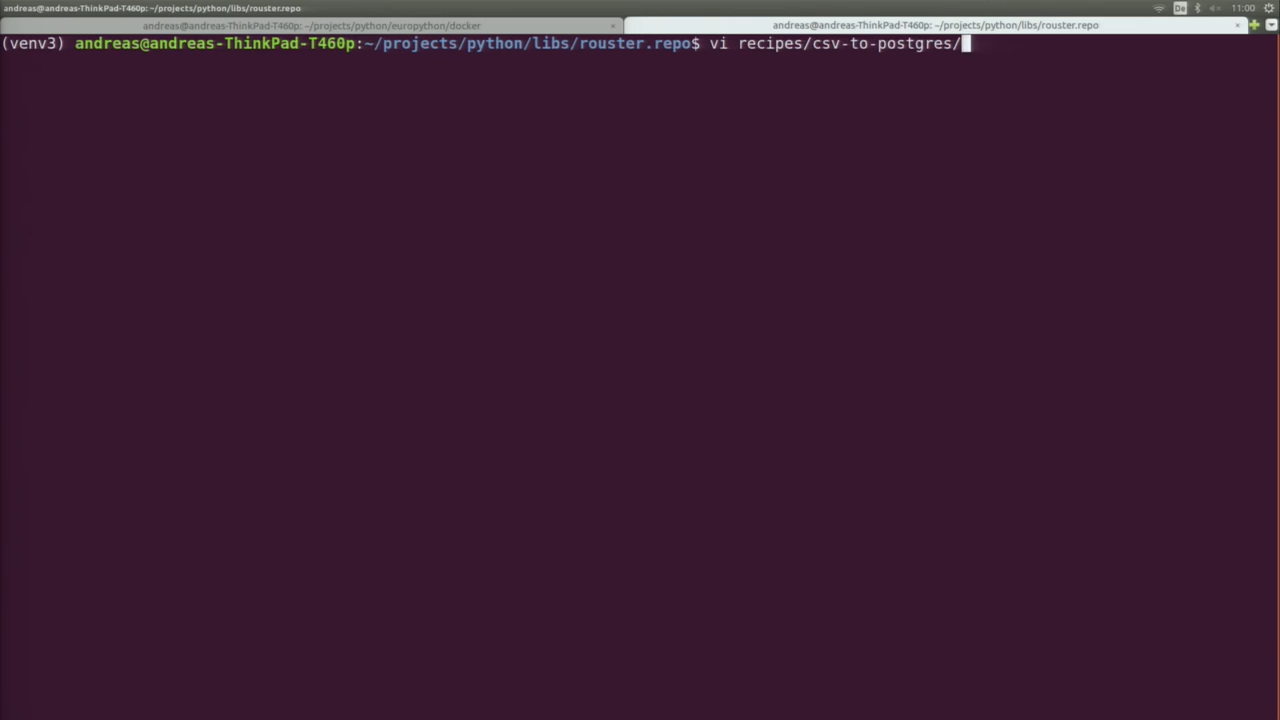 andreas@andreas-ThinkPad-T460p: ~/projects/python/libs/rouster.repo
De
11:00
andreas@andreas-ThinkPad-T460p: ~/projects/python/europython/docker ×
andreas@andreas-ThinkPad-T460p: ~/projects/python/libs/rouster.repo ×
(venv3) andreas@andreas-ThinkPad-T460p:~/projects/python/libs/rouster.repo$ vi recipes/csv-to-postgres/